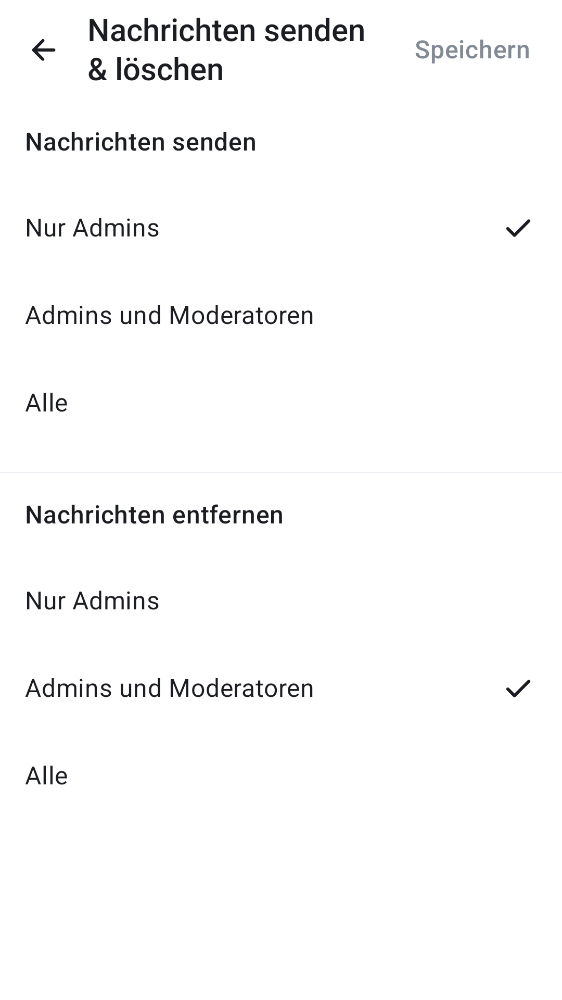 Nachrichten senden
& löschen
Speichern
Nachrichten senden
Nur Admins
Admins und Moderatoren
Alle
Nachrichten entfernen
Nur Admins
Admins und Moderatoren
Alle